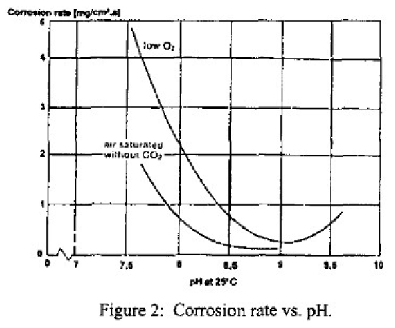 Corrosion rate [mg/cm².a]
5
low O₂
4
3
air saturated
without CO₂
2
1
0
0 7 7,5 8 8,5 9 9,5 10
pH at 25°C
Figure 2: Corrosion rate vs. pH.